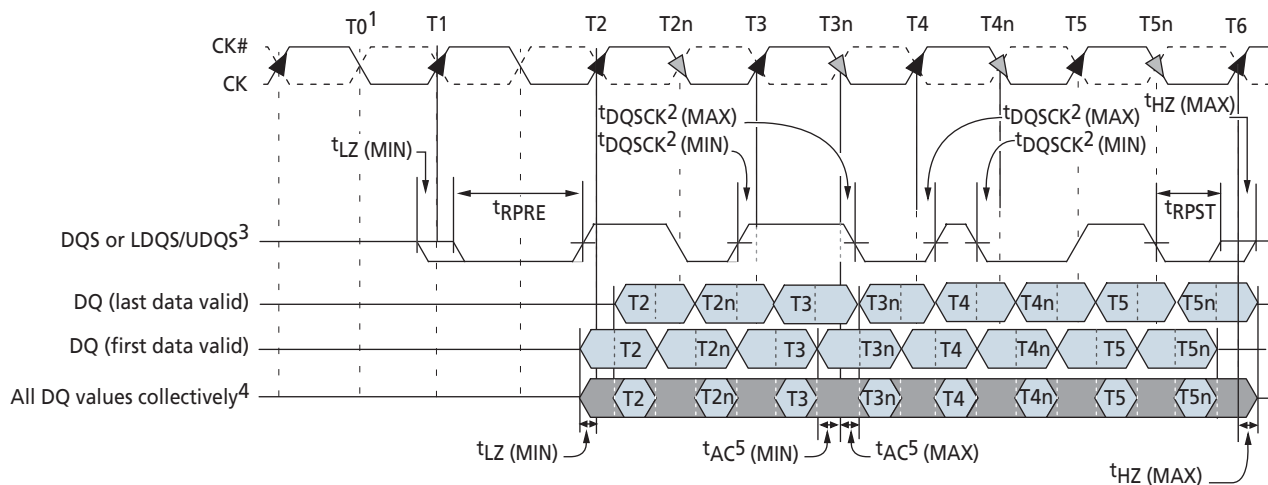 T0¹ T1 T2 T2n T3 T3n T4 T4n T5 T5n T6
CK#
CK
tDQSCK² (MAX) tDQSCK² (MAX) tHZ (MAX)
tLZ (MIN) tDQSCK² (MIN) tDQSCK² (MIN)
tRPRE tRPST
DQS or LDQS/UDQS³
DQ (last data valid) T2 T2n T3 T3n T4 T4n T5 T5n
DQ (first data valid) T2 T2n T3 T3n T4 T4n T5 T5n
All DQ values collectively⁴ T2 T2n T3 T3n T4 T4n T5 T5n
tLZ (MIN) tAC⁵ (MIN) tAC⁵ (MAX)
tHZ (MAX)